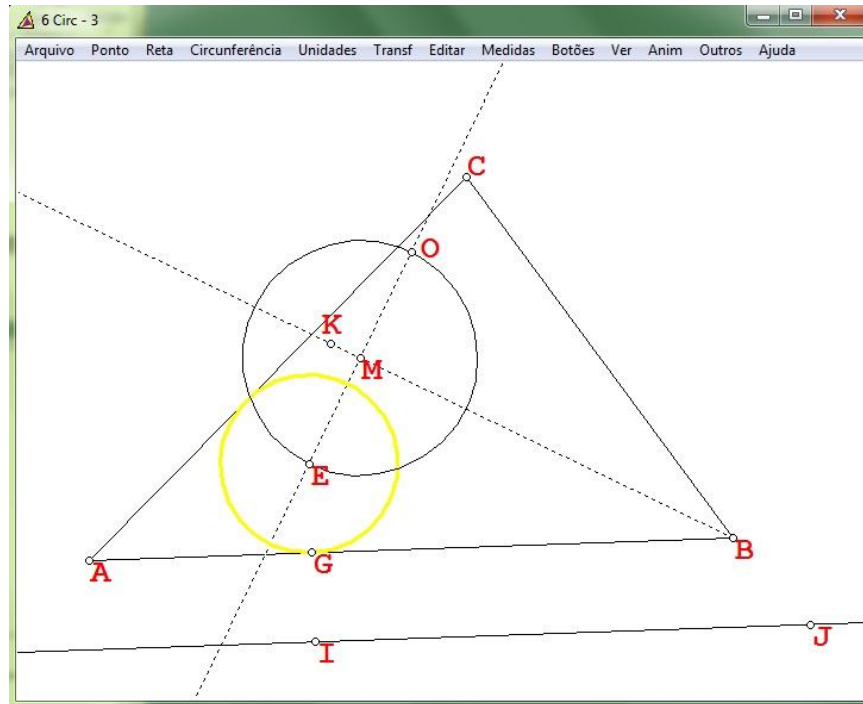 6 Circ - 3
Arquivo Ponto Reta Circunferência Unidades Transf Editar Medidas Botões Ver Anim Outros Ajuda
C
O
K
M
E
B
G
A
J
I